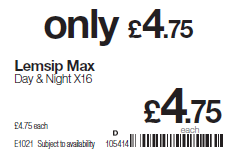 only £4.75
Lemsip Max
Day & Night X16
£4.75
each
£4.75 each
D
E1021 Subject to availability 105414